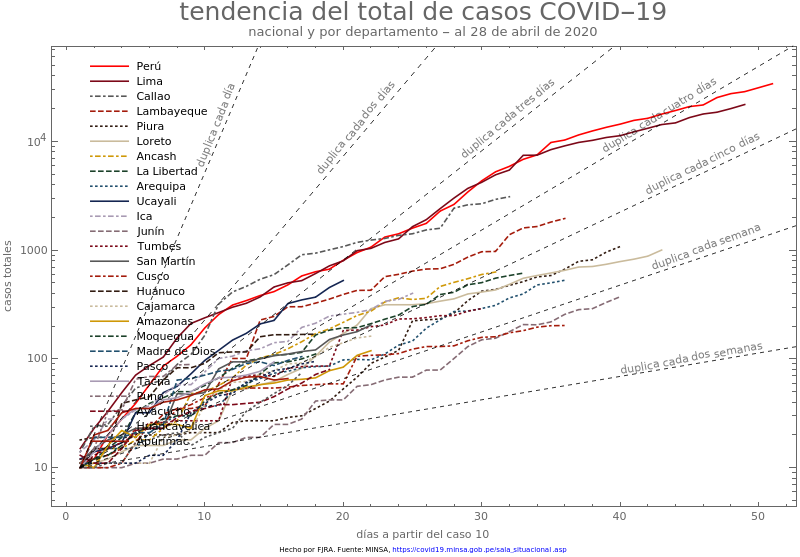 tendencia del total de casos COVID−19
nacional y por departamento − al 28 de abril de 2020
Perú
Lima
Callao
Lambayeque
Piura
Loreto
Ancash
La Libertad
Arequipa
Ucayali
Ica
Junín
Tumbes
San Martín
Cusco
Huánuco
Cajamarca
Amazonas
Moquegua
Madre de Dios
Pasco
Tacna
Puno
Ayacucho
Huancavelica
Apurímac
duplica cada día
duplica cada dos días
duplica cada tres días
duplica cada cuatro días
duplica cada cinco días
duplica cada semana
duplica cada dos semanas
casos totales
10⁴
1000
100
10
0 10 20 30 40 50
días a partir del caso 10
Hecho por FJRA. Fuente: MINSA, https://covid19.minsa.gob.pe/sala_situacional.asp